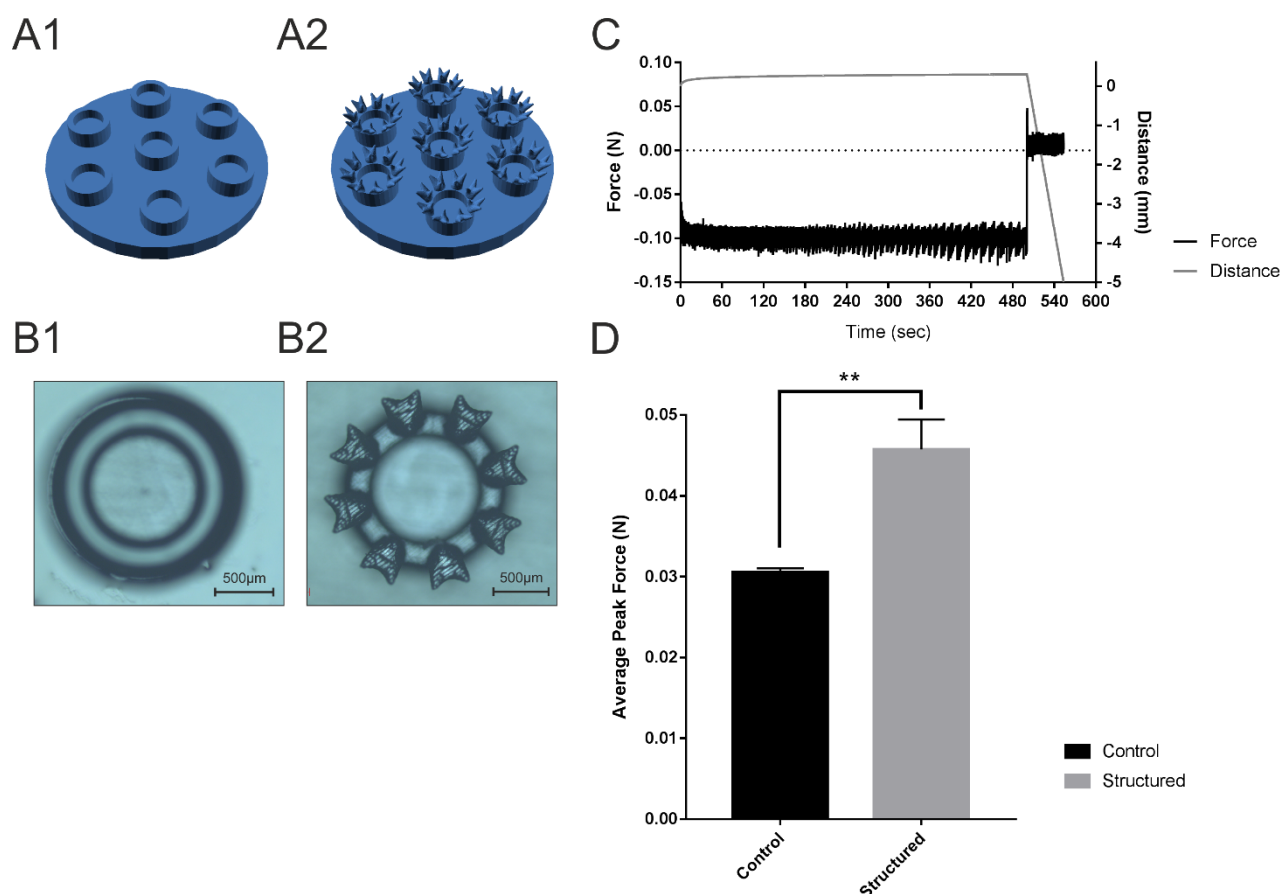 A1
A2
B1
500µm
B2
500µm
C
0.10
0.05
0.00
-0.05
-0.10
-0.15
Force (N)
0
-1
-2
-3
-4
-5
Distance (mm)
0
60
120
180
240
300
360
420
480
540
600
Time (sec)
Force
Distance
D
**
0.05
0.04
0.03
0.02
0.01
0.00
Average Peak Force (N)
Control
Structured
Control
Structured